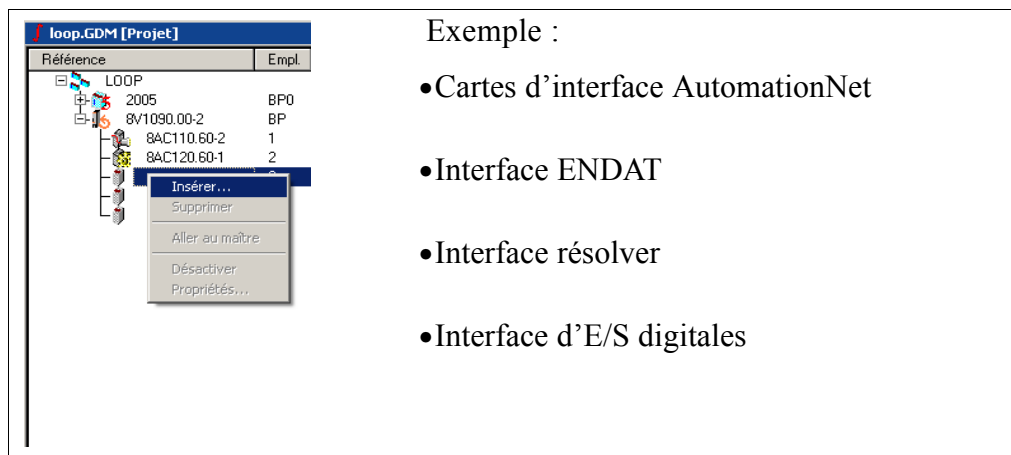 loop.GDM [Projet]
Référence Empl.
LOOP
2005 BP0
8V1090.00-2 BP
8AC110.60-2 1
8AC120.60-1 2
Insérer...
Supprimer
Aller au maître
Désactiver
Propriétés...
Exemple :
•Cartes d’interface AutomationNet
•Interface ENDAT
•Interface résolver
•Interface d’E/S digitales